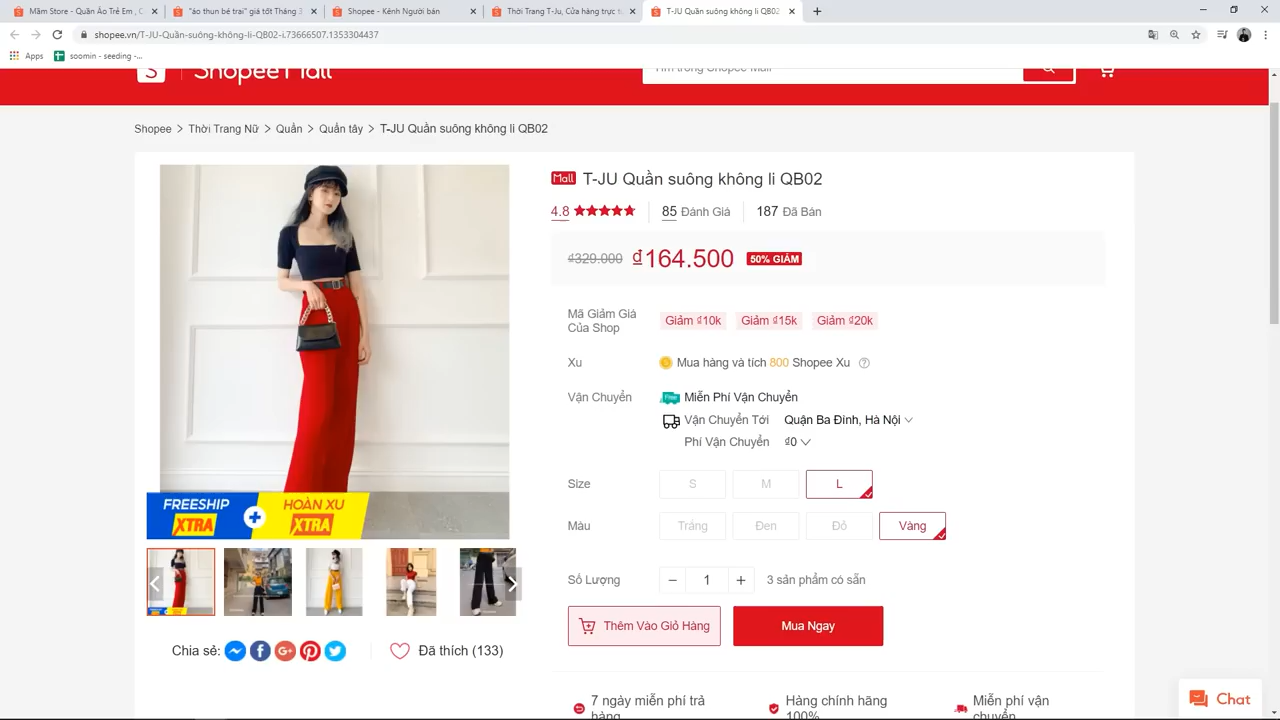 Mầm Store - Quần Áo Trẻ Em , C
"áo thun bé trai" giá tốt Tháng 3
Shopee - Kênh Người bán
Thời Trang T-Ju, Cửa hàng trực t
T-JU Quần suông không li QB02
shopee.vn/T-JU-Quần-suông-không-li-QB02-i.73666507.1353304437
Apps
soomin - seeding -...
Shopee Mall
Tìm trong Shopee Mall
Shopee > Thời Trang Nữ > Quần > Quần tây > T-JU Quần suông không li QB02
Mall T-JU Quần suông không li QB02
4.8
85 Đánh Giá
187 Đã Bán
₫329.000 ₫164.500 50% GIẢM
Mã Giảm Giá
Của Shop
Giảm ₫10k Giảm ₫15k Giảm ₫20k
Xu
Mua hàng và tích 800 Shopee Xu
Vận Chuyển
Free Miễn Phí Vận Chuyển
Vận Chuyển Tới Quận Ba Đình, Hà Nội
Phí Vận Chuyển ₫0
Size S M L
Màu Trắng Đen Đỏ Vàng
Số Lượng − 1 + 3 sản phẩm có sẵn
Thêm Vào Giỏ Hàng
Mua Ngay
FREESHIP XTRA + HOÀN XU XTRA
Chia sẻ:
Đã thích (133)
7 ngày miễn phí trả
hàng
Hàng chính hãng
100%
Miễn phí vận
chuyển
Chat